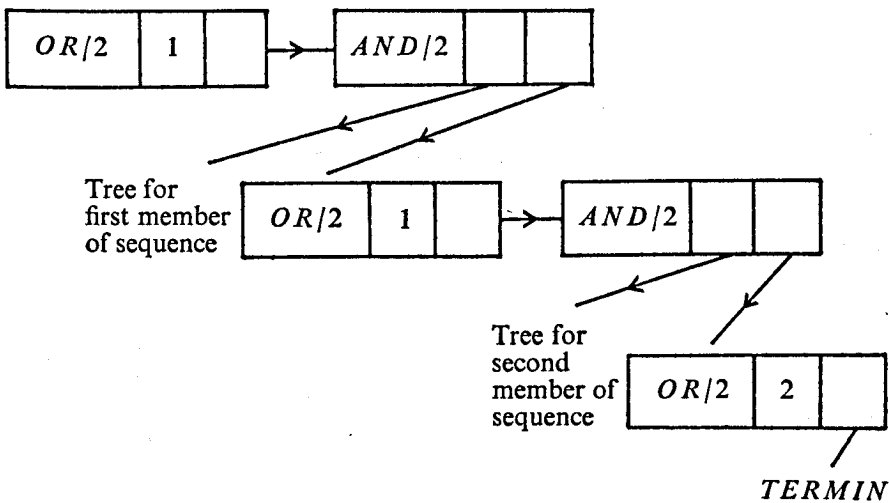 OR/2 1 AND/2
Tree for
first member
of sequence
OR/2 1 AND/2
Tree for
second
member of
sequence
OR/2 2
TERMIN